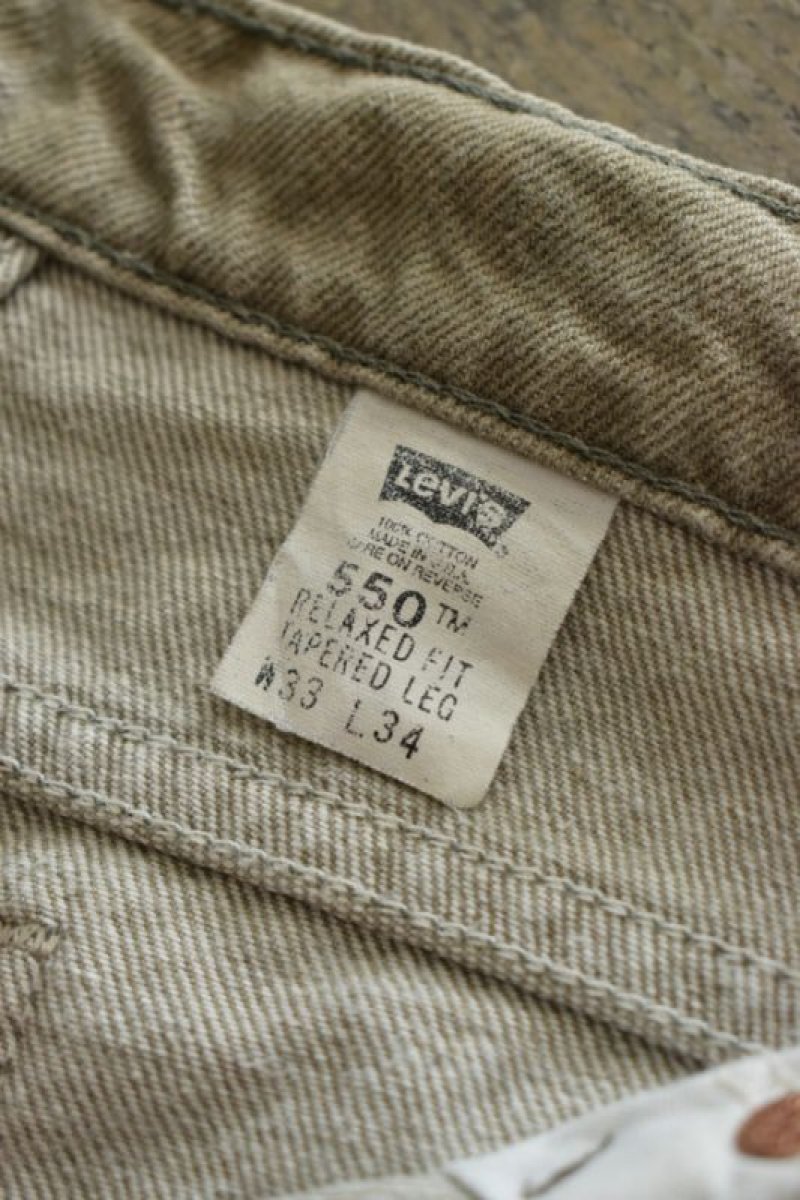 Levi's
100% COTTON
MADE IN U.S.A.
CARE ON REVERSE
550 TM
RELAXED FIT
TAPERED LEG
W33 L34